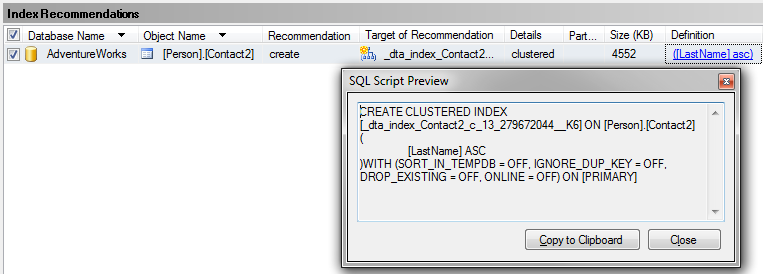 Index Recommendations
Database Name Object Name Recommendation Target of Recommendation Details Part... Size (KB) Definition
AdventureWorks [Person].[Contact2] create _dta_index_Contact2... clustered 4552 ([LastName] asc)
SQL Script Preview
CREATE CLUSTERED INDEX
[_dta_index_Contact2_c_13_279672044__K6] ON [Person].[Contact2]
(
[LastName] ASC
)WITH (SORT_IN_TEMPDB = OFF, IGNORE_DUP_KEY = OFF,
DROP_EXISTING = OFF, ONLINE = OFF) ON [PRIMARY]
Copy to Clipboard Close